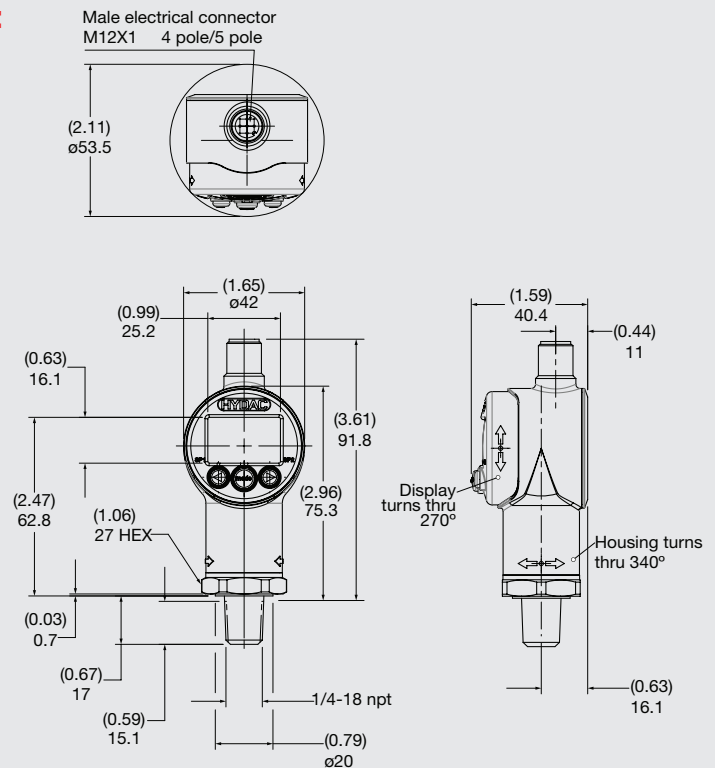 Male electrical connector
M12X1 4 pole/5 pole
(2.11)
ø53.5
(1.65)
ø42
(0.99)
25.2
(0.63)
16.1
HYDAC
SP1
SP2
mode
(3.61)
91.8
(2.96)
75.3
(2.47)
62.8
(1.06)
27 HEX
(0.03)
0.7
(0.67)
17
(0.59)
15.1
1/4-18 npt
(0.79)
ø20
(1.59)
40.4
(0.44)
11
Display
turns thru
270º
Housing turns
thru 340º
(0.63)
16.1